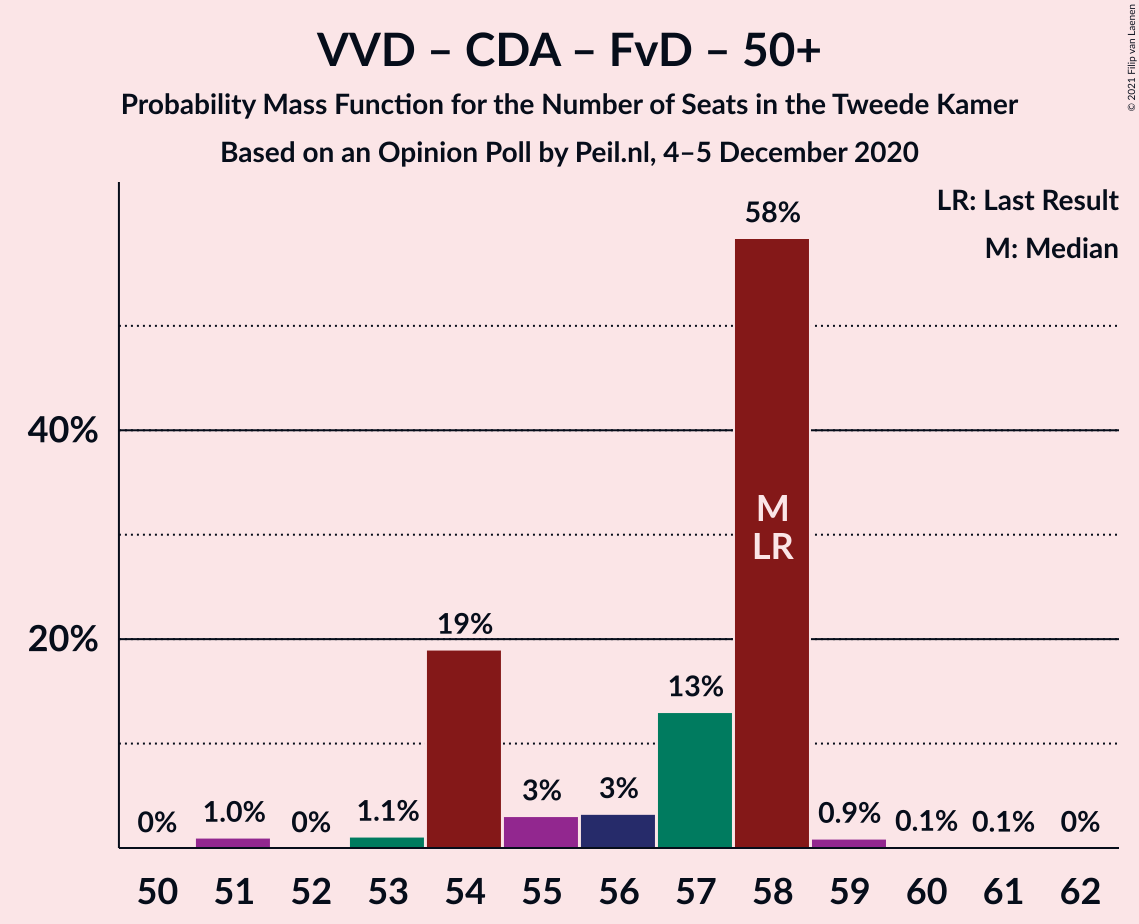 VVD – CDA – FvD – 50+
Probability Mass Function for the Number of Seats in the Tweede Kamer
Based on an Opinion Poll by Peil.nl, 4–5 December 2020
© 2021 Filip van Laenen
LR: Last Result
M: Median
40%
20%
0%
1.0%
0%
1.1%
19%
3%
3%
13%
58%
M
LR
0.9%
0.1%
0.1%
0%
50 51 52 53 54 55 56 57 58 59 60 61 62